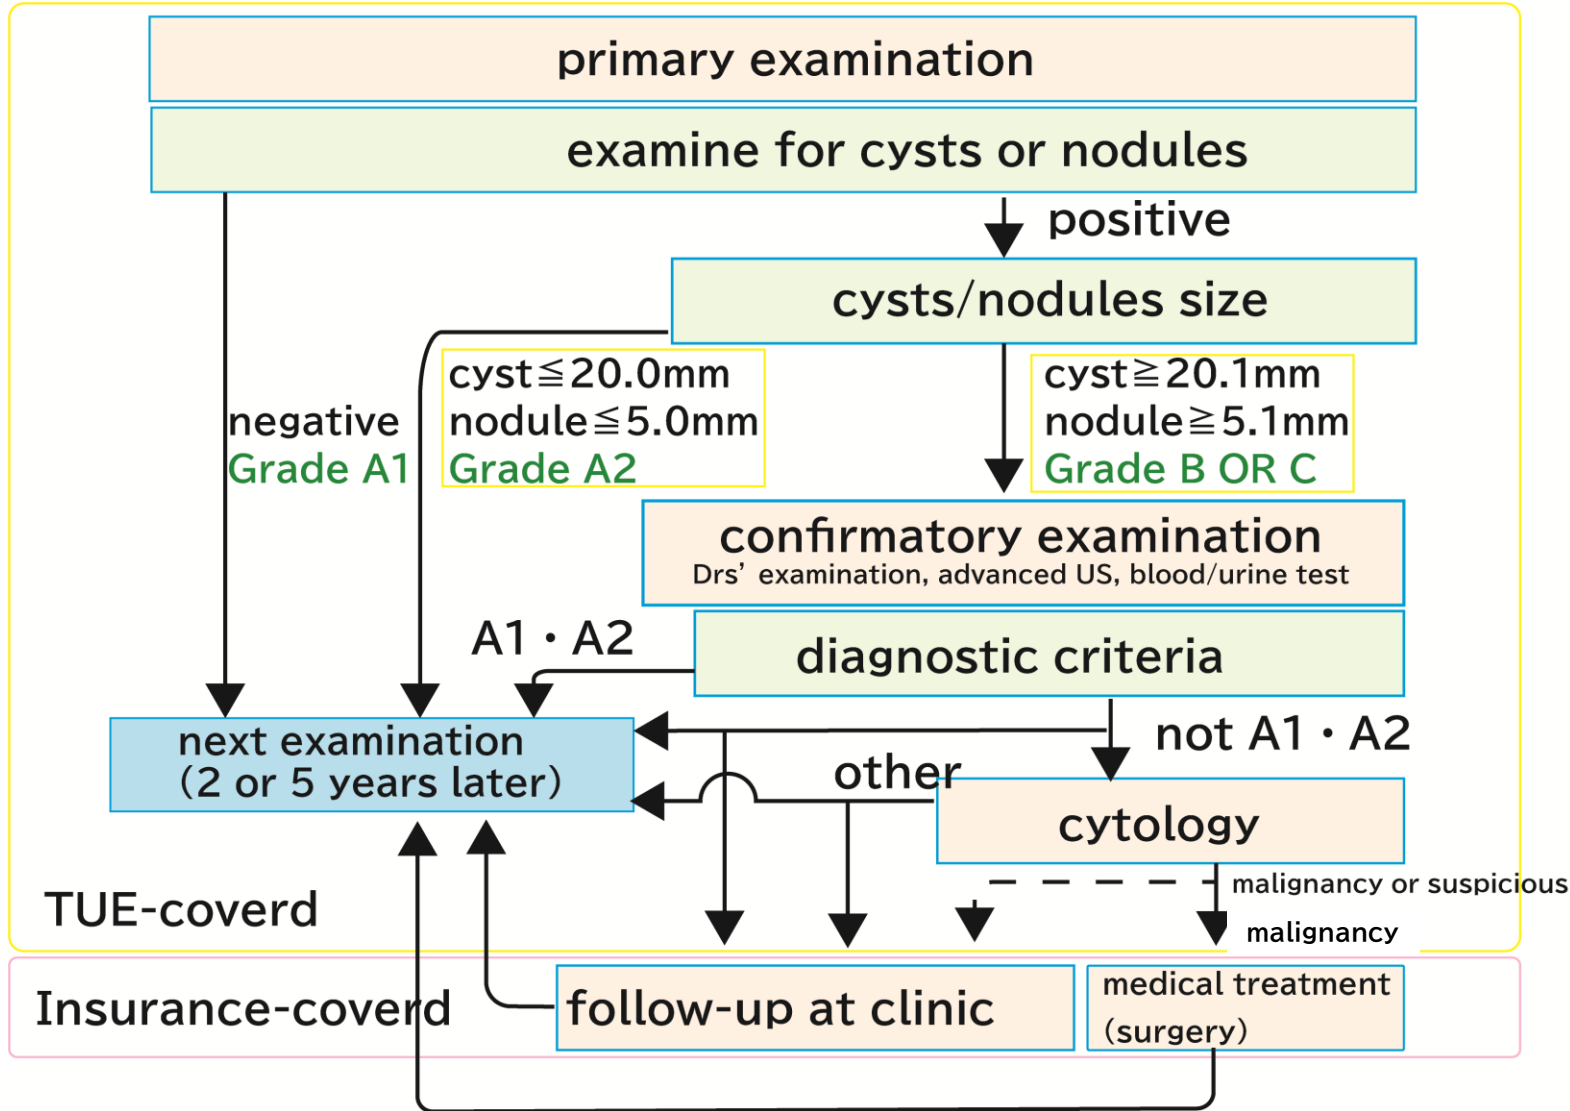 primary examination
examine for cysts or nodules
positive
cysts/nodules size
cyst≦20.0mm
nodule≦5.0mm
Grade A2
cyst≧20.1mm
nodule≧5.1mm
Grade B OR C
negative
Grade A1
confirmatory examination
Drs’ examination, advanced US, blood/urine test
A1・A2
diagnostic criteria
next examination
(2 or 5 years later)
not A1・A2
other
cytology
malignancy or suspicious
malignancy
TUE-coverd
Insurance-coverd
follow-up at clinic
medical treatment
(surgery)